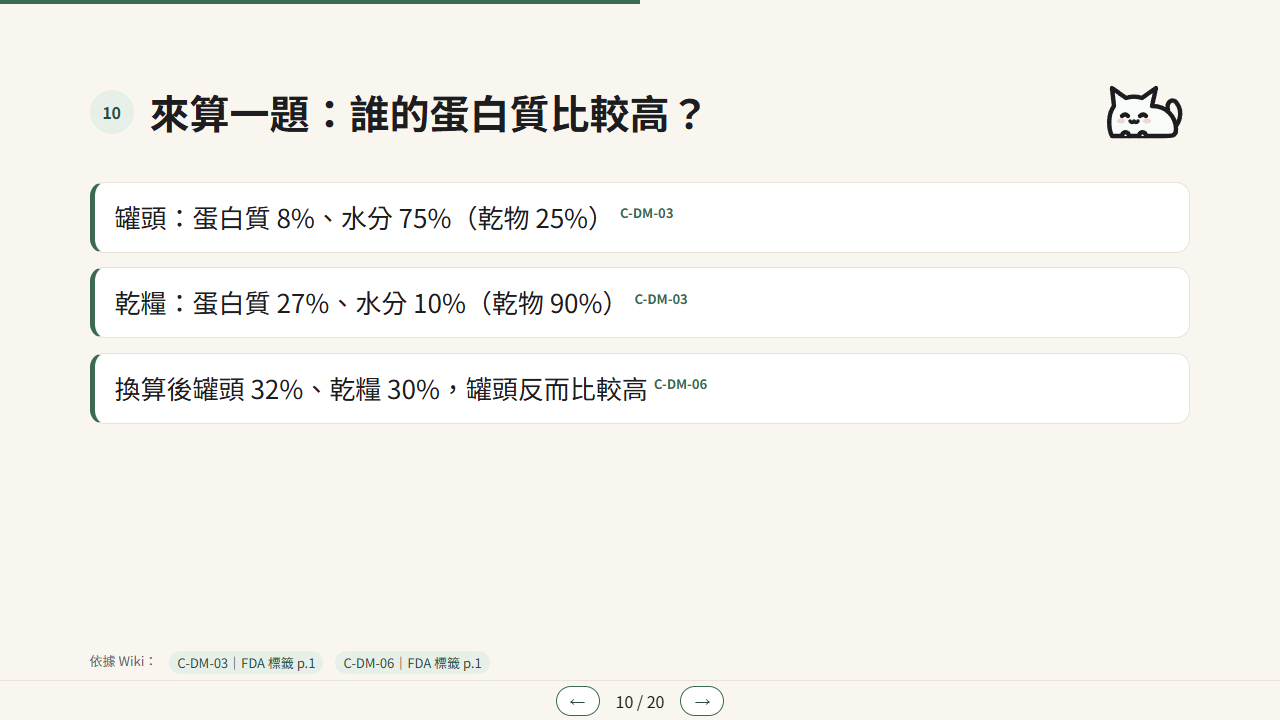 10
來算一題：誰的蛋白質比較高？
罐頭：蛋白質 8%、水分 75%（乾物 25%） C-DM-03
乾糧：蛋白質 27%、水分 10%（乾物 90%） C-DM-03
換算後罐頭 32%、乾糧 30%，罐頭反而比較高 C-DM-06
依據 Wiki： C-DM-03｜FDA 標籤 p.1 C-DM-06｜FDA 標籤 p.1
← 10 / 20 →